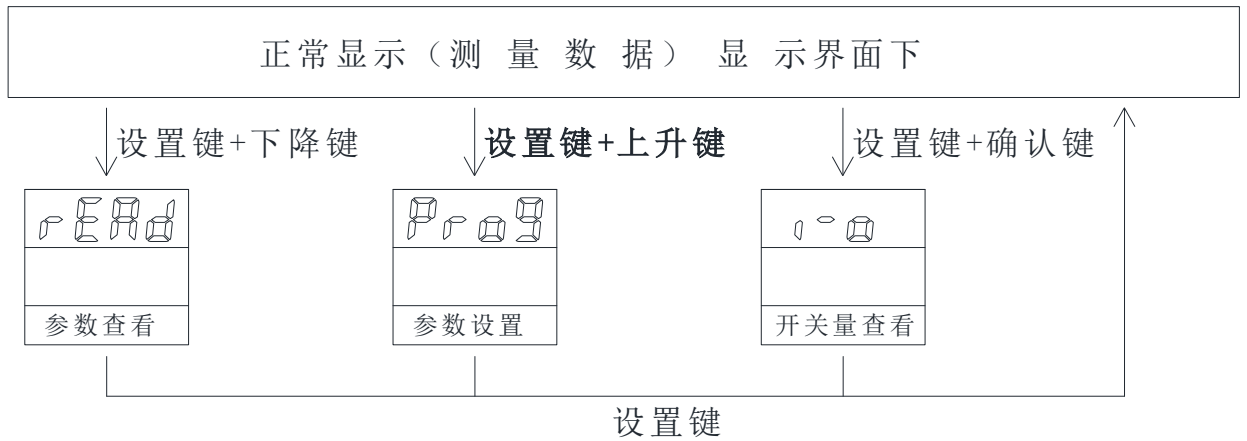 正常显示（测 量 数 据） 显 示界面下
设置键+下降键 设置键+上升键 设置键+确认键
rEAd Prog i-o
参数查看 参数设置 开关量查看
设置键